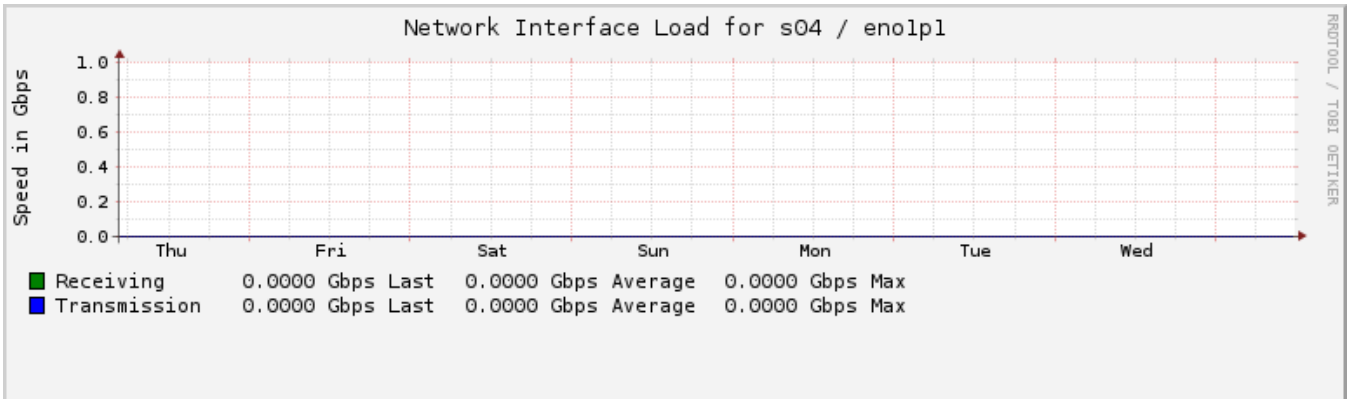 Network Interface Load for s04 / eno1p1
RRDTOOL / TOBI OETIKER
Speed in Gbps
1.0
0.8
0.6
0.4
0.2
0.0
Thu Fri Sat Sun Mon Tue Wed
Receiving 0.0000 Gbps Last 0.0000 Gbps Average 0.0000 Gbps Max
Transmission 0.0000 Gbps Last 0.0000 Gbps Average 0.0000 Gbps Max